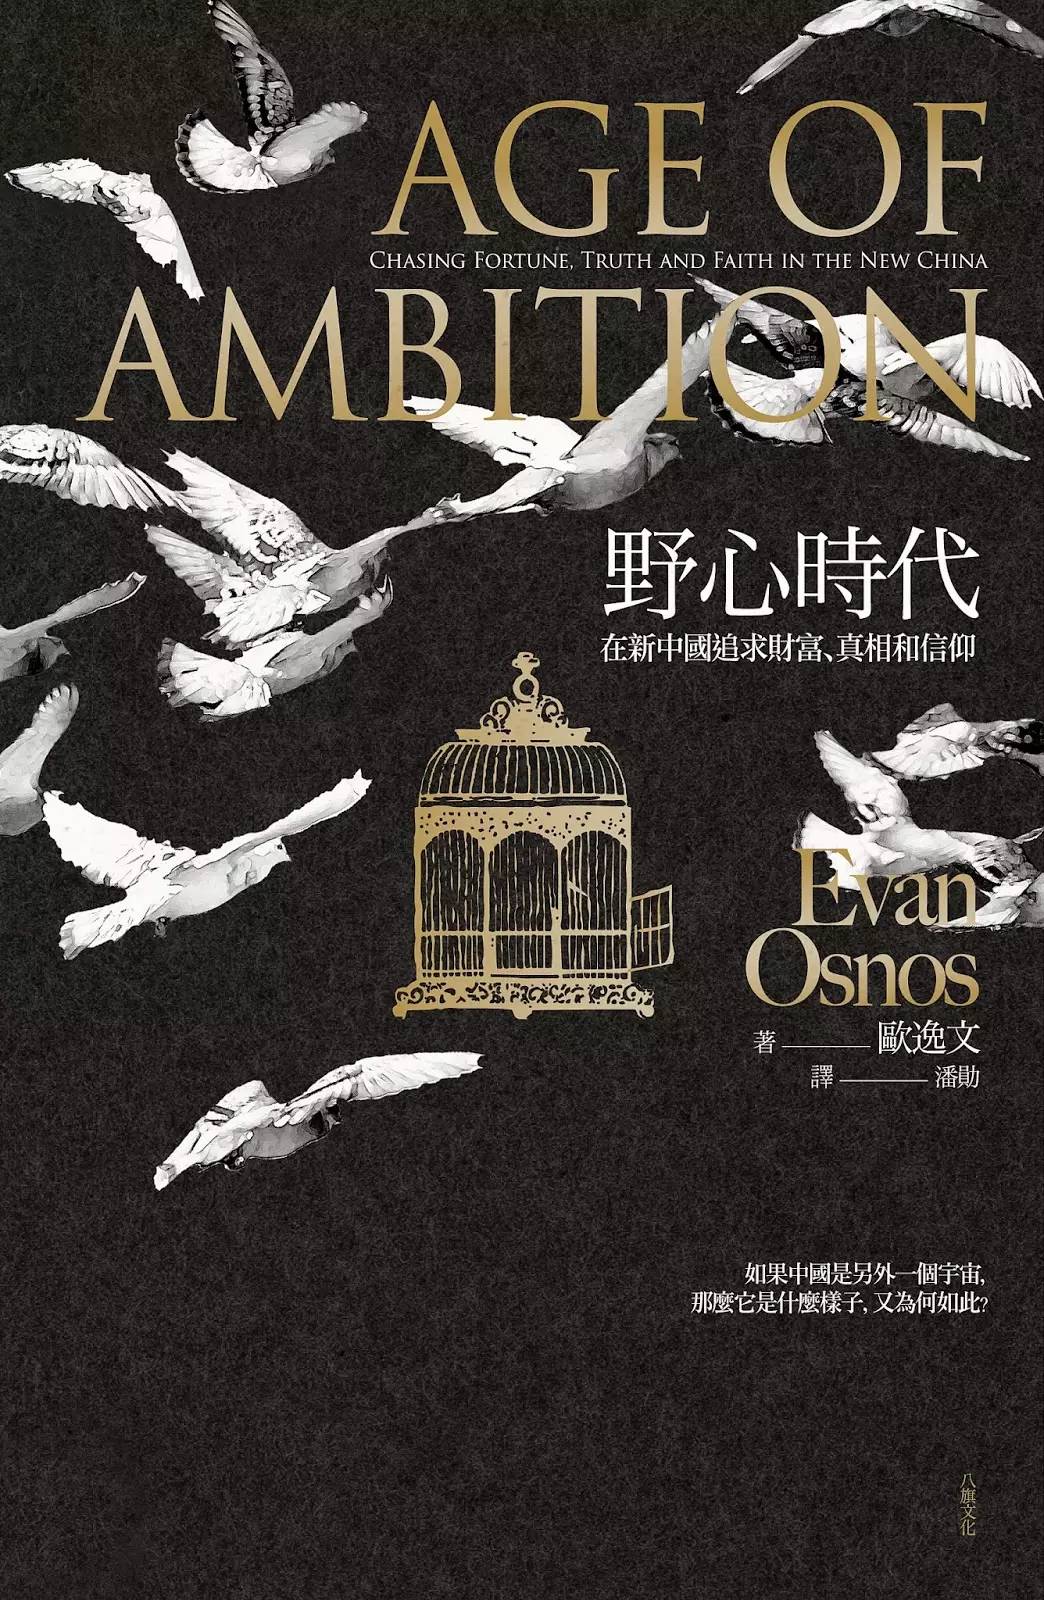 AGE OF
CHASING FORTUNE, TRUTH AND FAITH IN THE NEW CHINA
AMBITION
野心時代
在新中國追求財富、真相和信仰
Evan
Osnos
著 ——— 歐逸文
譯 ——— 潘勛
如果中國是另外一個宇宙,
那麼它是什麼樣子, 又為何如此?
八旗文化